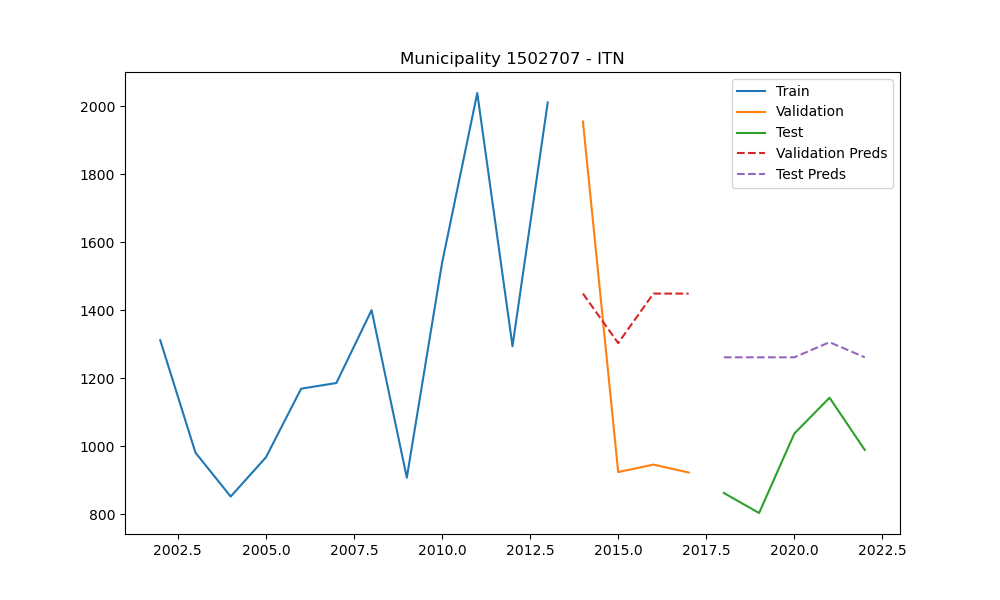 Municipality 1502707 - ITN
2000
1800
1600
1400
1200
1000
800
Train
Validation
Test
Validation Preds
Test Preds
2002.5 2005.0 2007.5 2010.0 2012.5 2015.0 2017.5 2020.0 2022.5